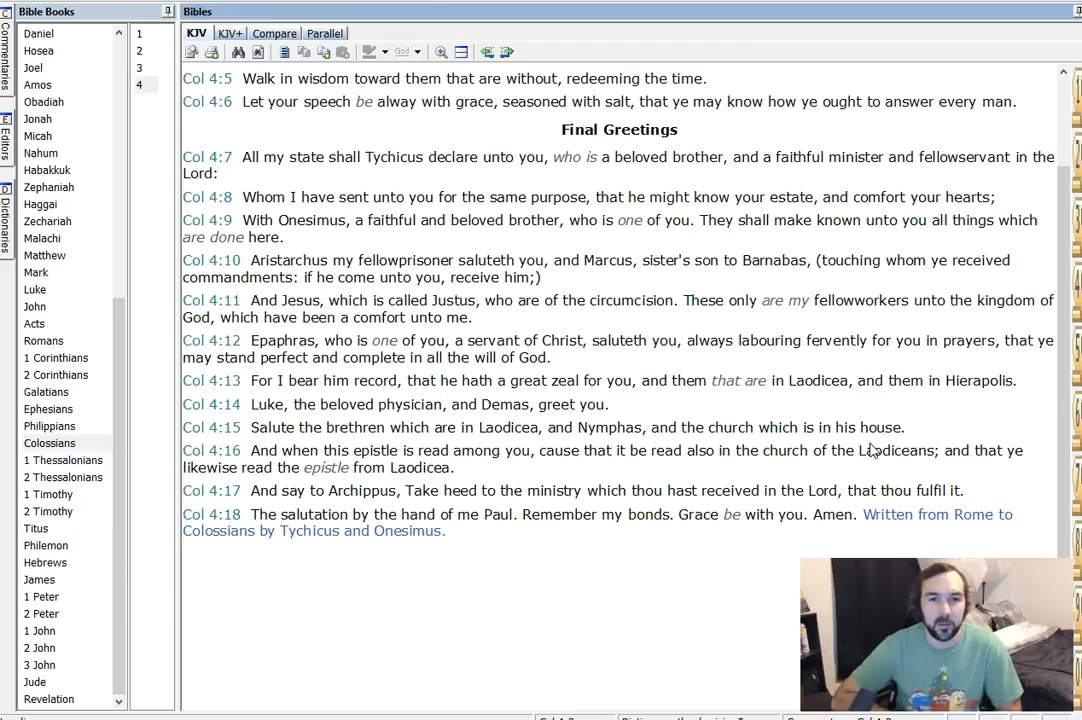 Bible Books
Bibles
Commentaries
Editors
Dictionaries
Daniel
Hosea
Joel
Amos
Obadiah
Jonah
Micah
Nahum
Habakkuk
Zephaniah
Haggai
Zechariah
Malachi
Matthew
Mark
Luke
John
Acts
Romans
1 Corinthians
2 Corinthians
Galatians
Ephesians
Philippians
Colossians
1 Thessalonians
2 Thessalonians
1 Timothy
2 Timothy
Titus
Philemon
Hebrews
James
1 Peter
2 Peter
1 John
2 John
3 John
Jude
Revelation
1
2
3
4
KJV KJV+ Compare Parallel
God
Col 4:5 Walk in wisdom toward them that are without, redeeming the time.
Col 4:6 Let your speech be alway with grace, seasoned with salt, that ye may know how ye ought to answer every man.
Final Greetings
Col 4:7 All my state shall Tychicus declare unto you, who is a beloved brother, and a faithful minister and fellowservant in the
Lord:
Col 4:8 Whom I have sent unto you for the same purpose, that he might know your estate, and comfort your hearts;
Col 4:9 With Onesimus, a faithful and beloved brother, who is one of you. They shall make known unto you all things which
are done here.
Col 4:10 Aristarchus my fellowprisoner saluteth you, and Marcus, sister's son to Barnabas, (touching whom ye received
commandments: if he come unto you, receive him;)
Col 4:11 And Jesus, which is called Justus, who are of the circumcision. These only are my fellowworkers unto the kingdom of
God, which have been a comfort unto me.
Col 4:12 Epaphras, who is one of you, a servant of Christ, saluteth you, always labouring fervently for you in prayers, that ye
may stand perfect and complete in all the will of God.
Col 4:13 For I bear him record, that he hath a great zeal for you, and them that are in Laodicea, and them in Hierapolis.
Col 4:14 Luke, the beloved physician, and Demas, greet you.
Col 4:15 Salute the brethren which are in Laodicea, and Nymphas, and the church which is in his house.
Col 4:16 And when this epistle is read among you, cause that it be read also in the church of the Laodiceans; and that ye
likewise read the epistle from Laodicea.
Col 4:17 And say to Archippus, Take heed to the ministry which thou hast received in the Lord, that thou fulfil it.
Col 4:18 The salutation by the hand of me Paul. Remember my bonds. Grace be with you. Amen. Written from Rome to
Colossians by Tychicus and Onesimus.